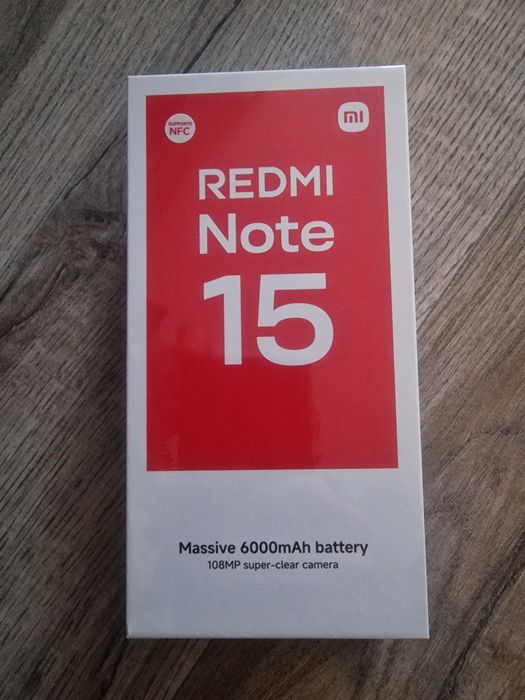 SUPPORTS
NFC
mi
REDMI
Note
15
Massive 6000mAh battery
108MP super-clear camera